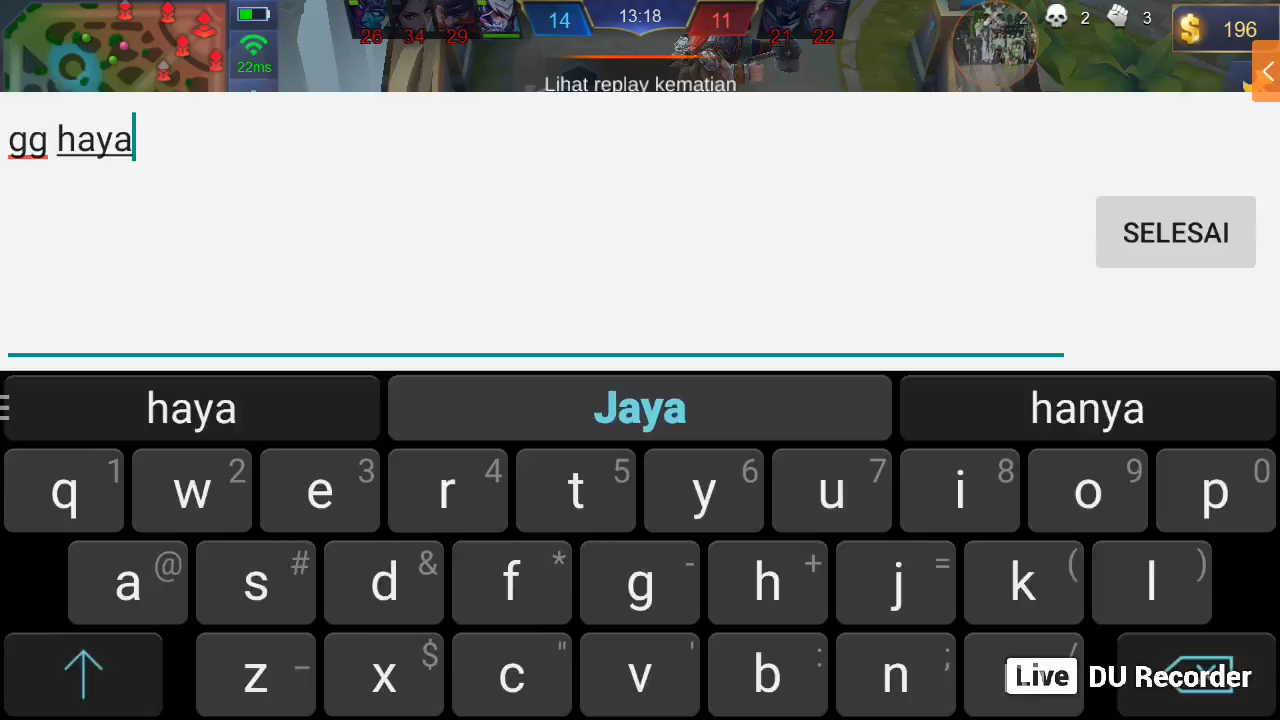 14 13:18 11 2 2 3 196
22ms
26 34 29 21 22
Lihat replay kematian
gg haya
SELESAI
haya Jaya hanya
q 1 w 2 e 3 r 4 t 5 y 6 u 7 i 8 o 9 p 0
a @ s # d & f * g - h + j = k ( l )
z _ x $ c " v ' b : n ; /
Live DU Recorder